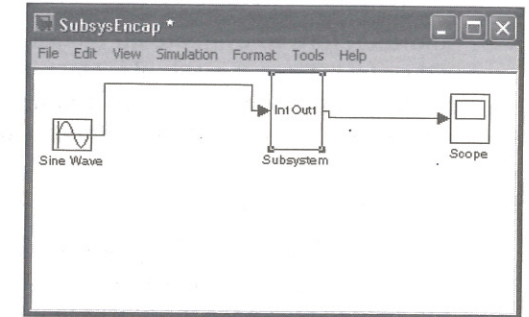 SubsysEncap *
File Edit View Simulation Format Tools Help
In1 Out1
Sine Wave
Subsystem
Scope